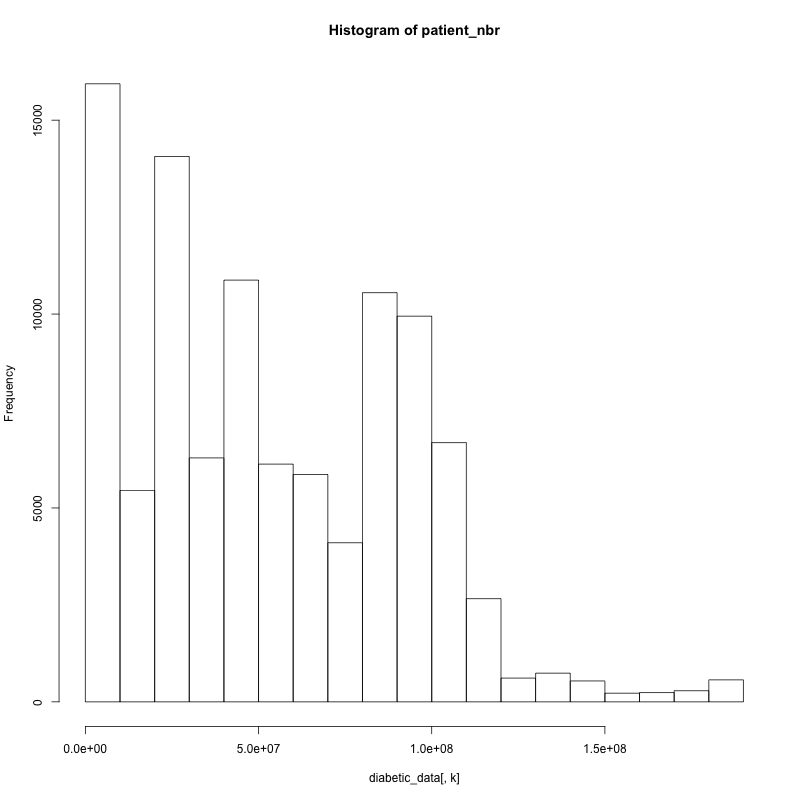 Histogram of patient_nbr
15000
10000
5000
0
Frequency
0.0e+00 5.0e+07 1.0e+08 1.5e+08
diabetic_data[, k]